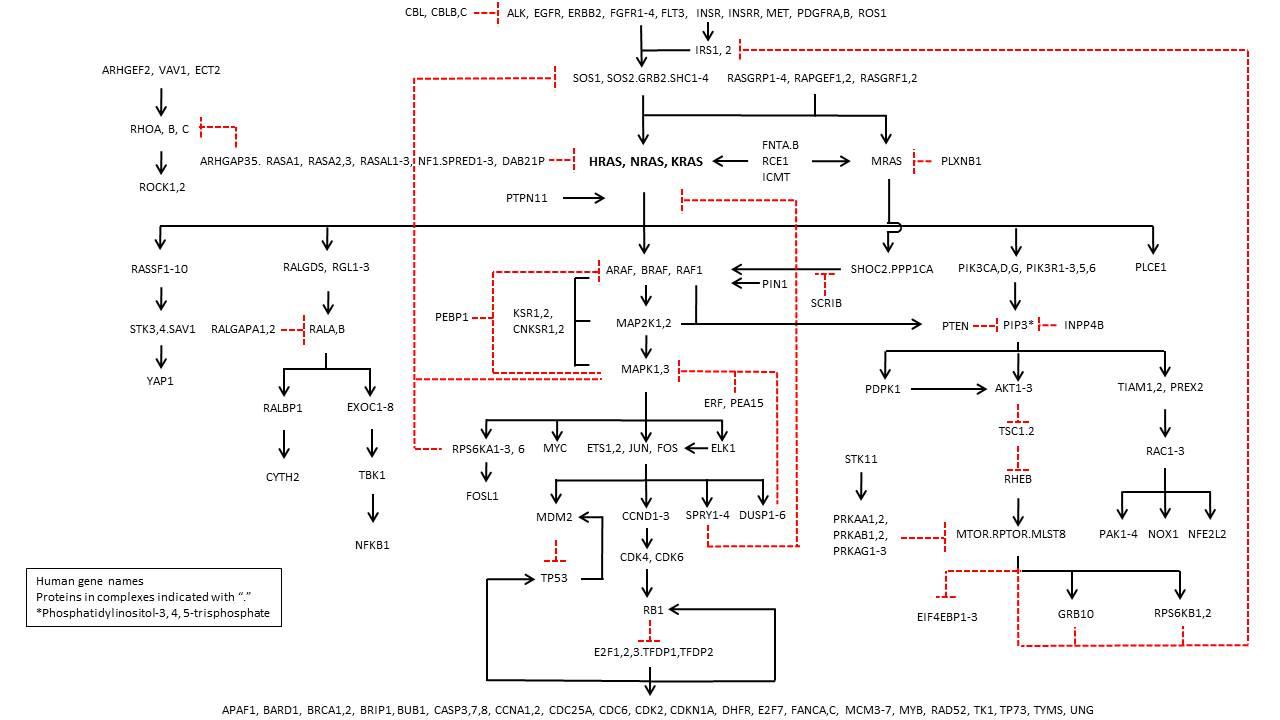 CBL, CBLB,C
ALK, EGFR, ERBB2, FGFR1-4, FLT3, INSR, INSRR, MET, PDGFRA,B, ROS1
IRS1, 2
ARHGEF2, VAV1, ECT2
SOS1, SOS2.GRB2.SHC1-4
RASGRP1-4, RAPGEF1,2, RASGRF1,2
RHOA, B, C
ARHGAP35. RASA1, RASA2,3, RASAL1-3, NF1.SPRED1-3, DAB21P
HRAS, NRAS, KRAS
FNTA.B
RCE1
ICMT
MRAS
PLXNB1
ROCK1,2
PTPN11
RASSF1-10
RALGDS, RGL1-3
ARAF, BRAF, RAF1
SHOC2.PPP1CA
PIK3CA,D,G, PIK3R1-3,5,6
PLCE1
PIN1
SCRIB
PEBP1
KSR1,2,
CNKSR1,2
STK3,4.SAV1
RALGAPA1,2
RALA,B
MAP2K1,2
PTEN
PIP3*
INPP4B
YAP1
MAPK1,3
PDPK1
AKT1-3
TIAM1,2, PREX2
RALBP1
EXOC1-8
ERF, PEA15
TSC1.2
RPS6KA1-3, 6
MYC
ETS1,2, JUN, FOS
ELK1
RAC1-3
STK11
CYTH2
TBK1
RHEB
FOSL1
MDM2
CCND1-3
SPRY1-4
DUSP1-6
PRKAA1,2,
PRKAB1,2,
PRKAG1-3
MTOR.RPTOR.MLST8
PAK1-4
NOX1
NFE2L2
NFKB1
CDK4, CDK6
TP53
Human gene names
Proteins in complexes indicated with “.”
*Phosphatidylinositol-3, 4, 5-trisphosphate
RB1
EIF4EBP1-3
GRB10
RPS6KB1,2
E2F1,2,3.TFDP1,TFDP2
APAF1, BARD1, BRCA1,2, BRIP1, BUB1, CASP3,7,8, CCNA1,2, CDC25A, CDC6, CDK2, CDKN1A, DHFR, E2F7, FANCA,C, MCM3-7, MYB, RAD52, TK1, TP73, TYMS, UNG